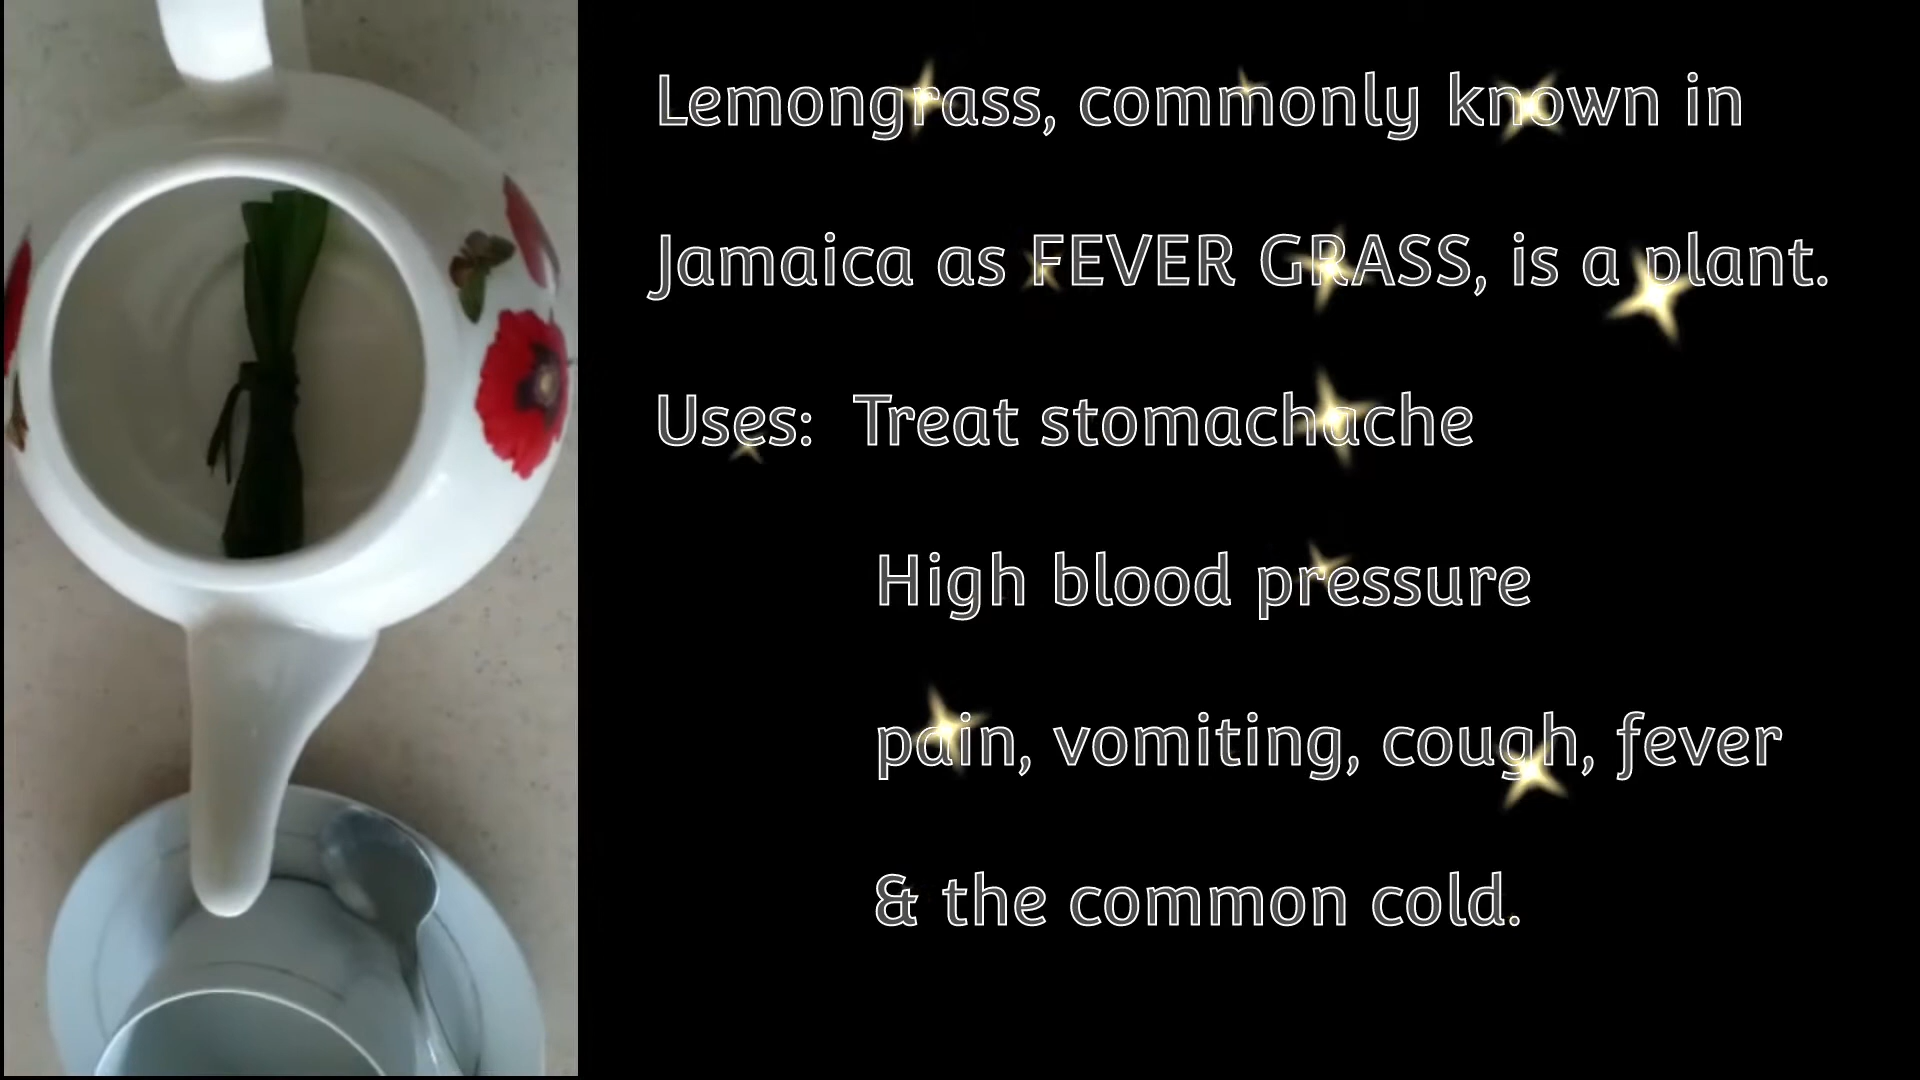 Lemongrass, commonly known in
Jamaica as FEVER GRASS, is a plant.
Uses: Treat stomachache
High blood pressure
pain, vomiting, cough, fever
& the common cold.